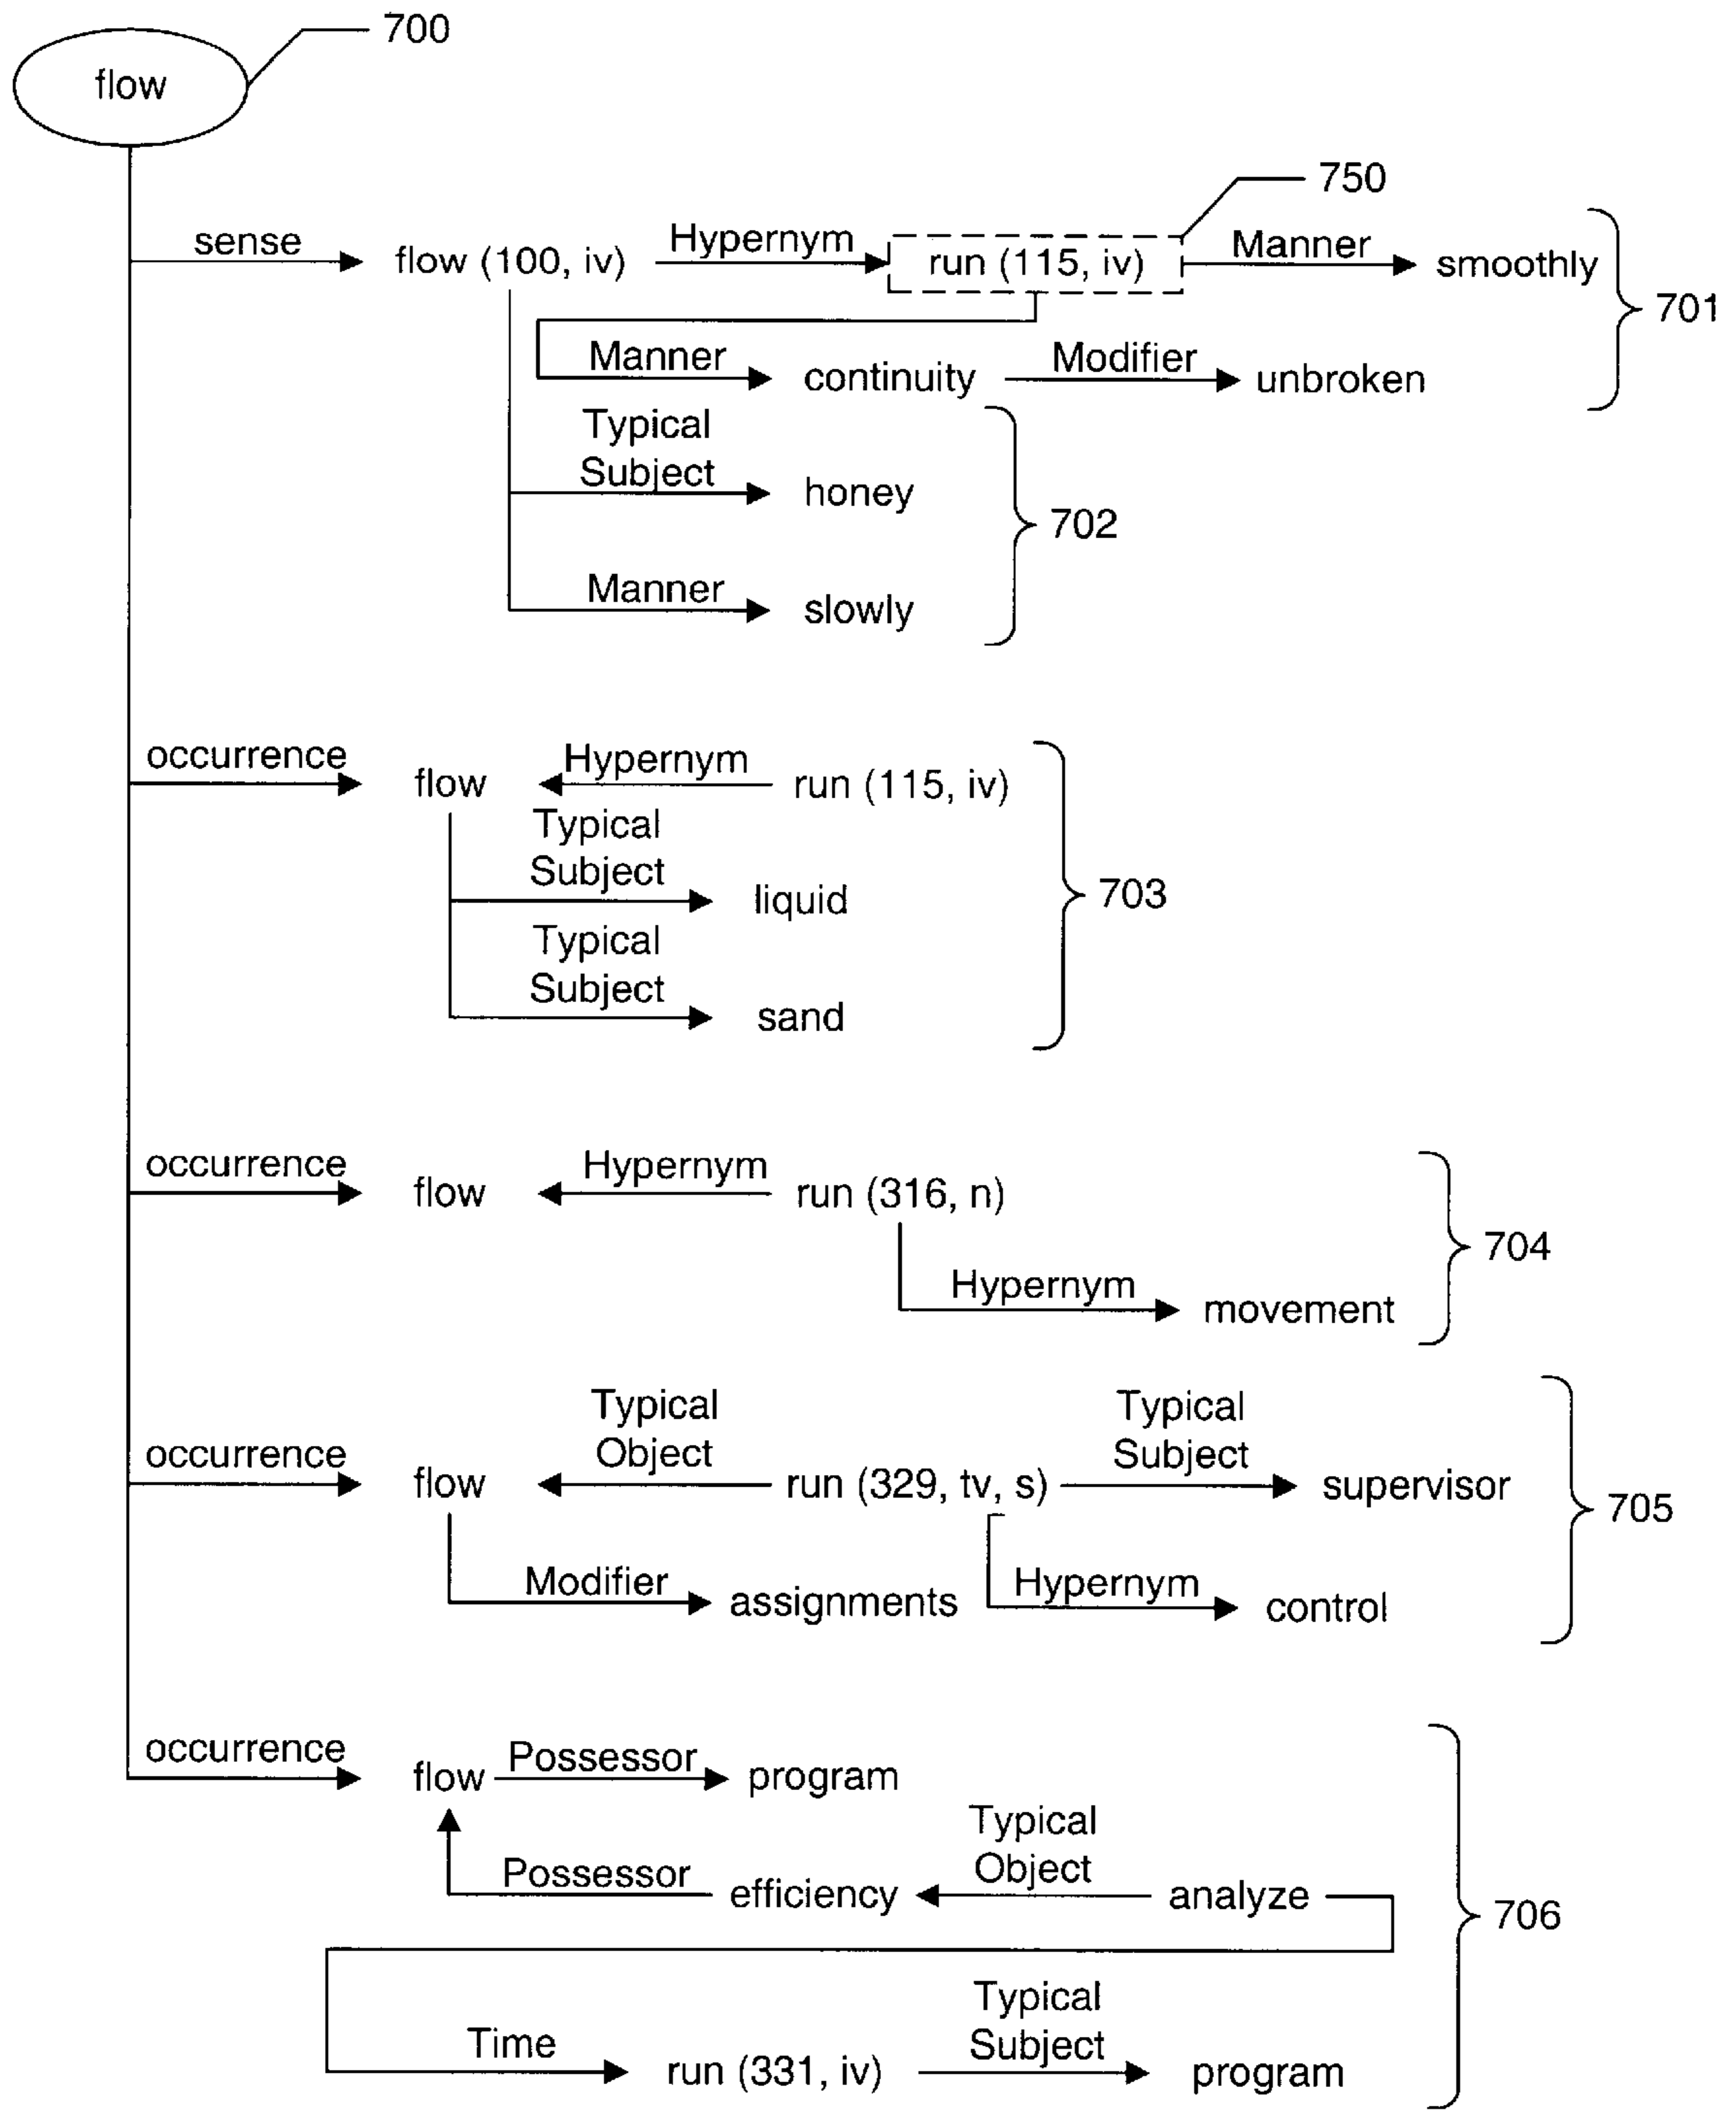 700
flow
750
sense
flow (100, iv)
Hypernym
run (115, iv)
Manner
smoothly
701
Manner
continuity
Modifier
unbroken
Typical
Subject
honey
702
Manner
slowly
occurrence
flow
Hypernym
run (115, iv)
Typical
Subject
liquid
703
Typical
Subject
sand
occurrence
flow
Hypernym
run (316, n)
704
Hypernym
movement
occurrence
flow
Typical
Object
run (329, tv, s)
Typical
Subject
supervisor
705
Modifier
assignments
Hypernym
control
occurrence
flow
Possessor
program
Possessor
efficiency
Typical
Object
analyze
706
Time
run (331, iv)
Typical
Subject
program